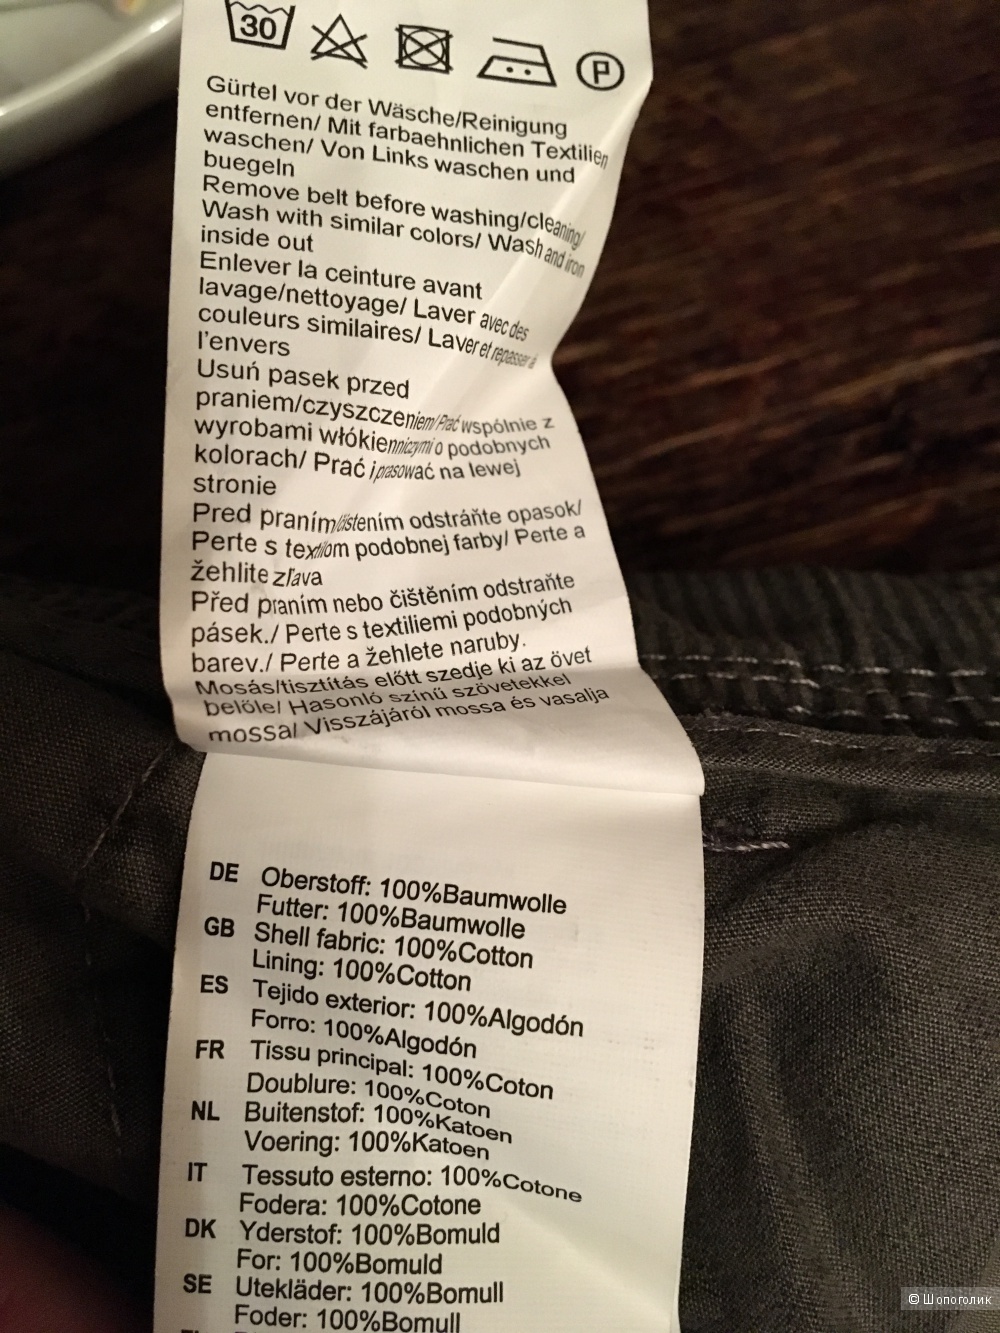 30 P
Gürtel vor der Wäsche/Reinigung
entfernen/ Mit farbaehnlichen Textilien
waschen/ Von Links waschen und
buegeln
Remove belt before washing/cleaning/
Wash with similar colors/ Wash and iron
inside out
Enlever la ceinture avant
lavage/nettoyage/ Laver avec des
couleurs similaires/ Laver et repasser à
l'envers
Usuń pasek przed
praniem/czyszczeniem/Prać wspólnie z
wyrobami włókienniczymi o podobnych
kolorach/ Prać i prasować na lewej
stronie
Pred praním/čistením odstráňte opasok/
Perte s textilom podobnej farby/ Perte a
žehlite zľava
Před praním nebo čištěním odstraňte
pásek./ Perte s textiliemi podobných
barev./ Perte a žehlete naruby.
Mosás/tisztítás előtt szedje ki az övet
belőle/ Hasonló színű szövetekkel
mossa/ Visszájáról mossa és vasalja
DE Oberstoff: 100%Baumwolle
Futter: 100%Baumwolle
GB Shell fabric: 100%Cotton
Lining: 100%Cotton
ES Tejido exterior: 100%Algodón
Forro: 100%Algodón
FR Tissu principal: 100%Coton
Doublure: 100%Coton
NL Buitenstof: 100%Katoen
Voering: 100%Katoen
IT Tessuto esterno: 100%Cotone
Fodera: 100%Cotone
DK Yderstof: 100%Bomuld
For: 100%Bomuld
SE Utekläder: 100%Bomull
Foder: 100%Bomull
© Шопоголик